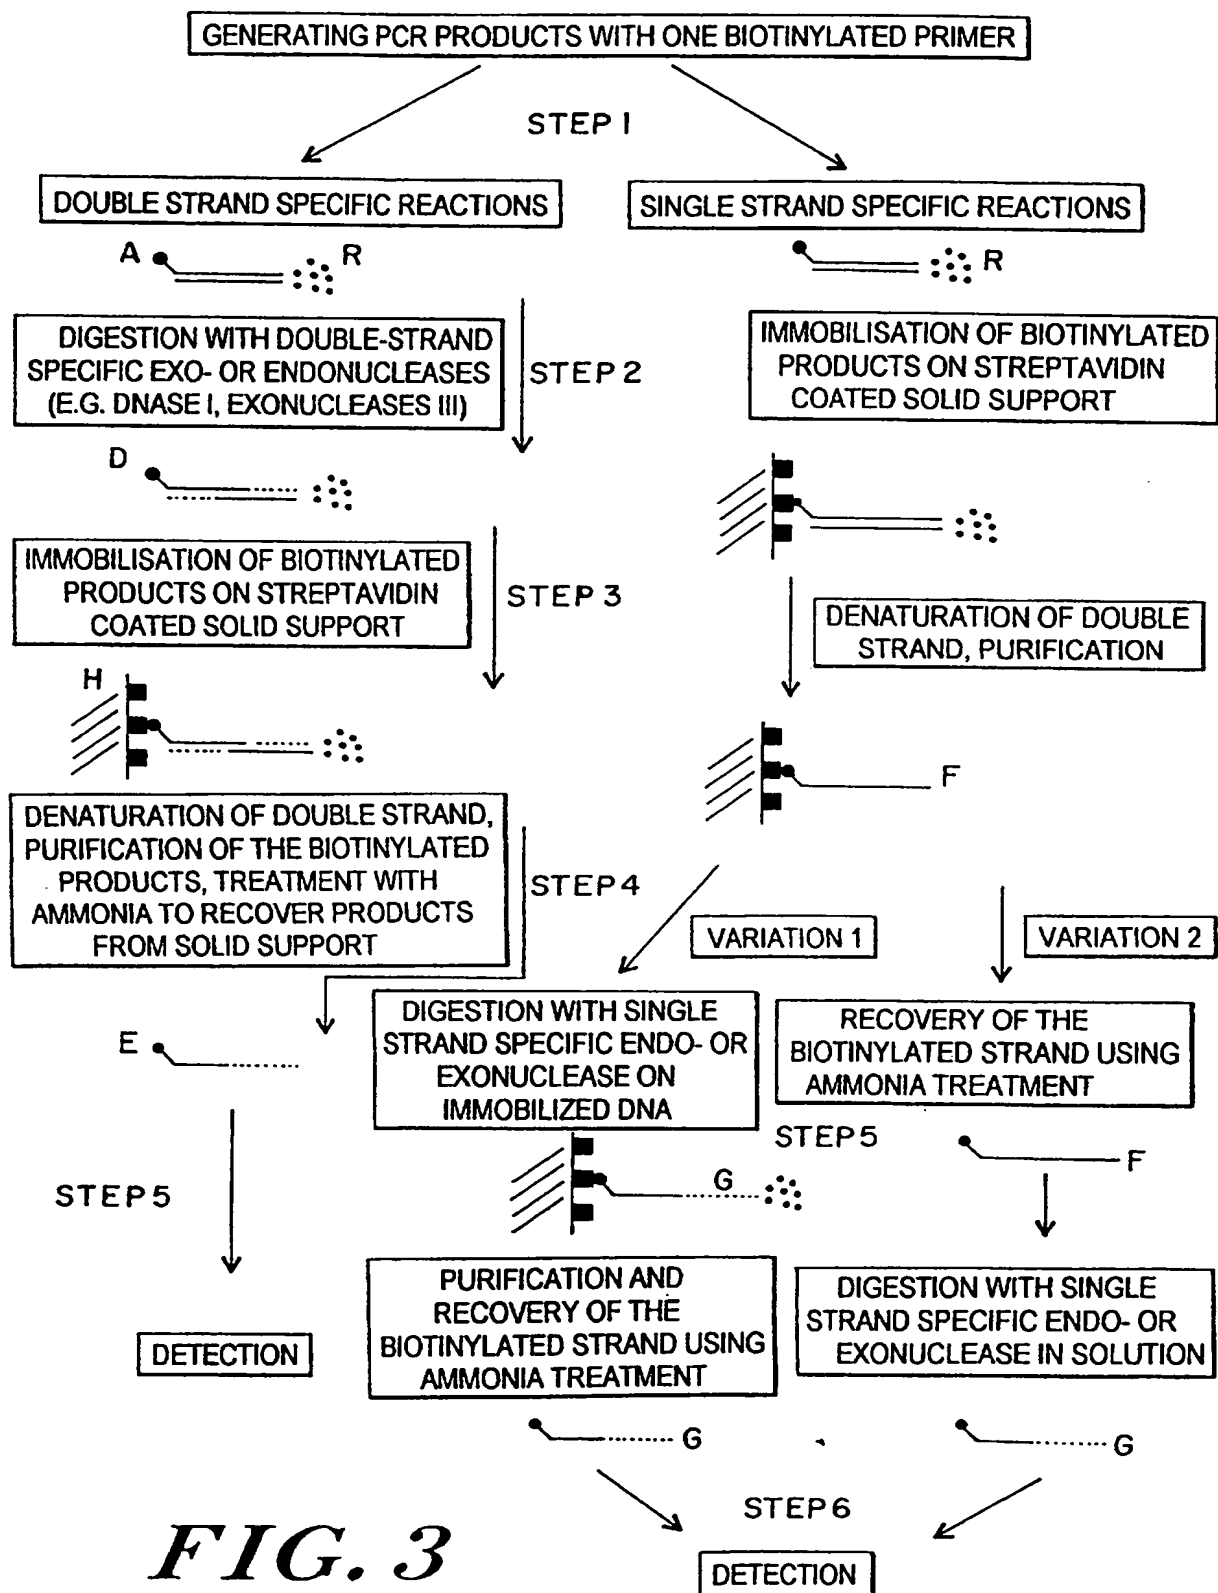 GENERATING PCR PRODUCTS WITH ONE BIOTINYLATED PRIMER
STEP 1
DOUBLE STRAND SPECIFIC REACTIONS
SINGLE STRAND SPECIFIC REACTIONS
A
R
R
DIGESTION WITH DOUBLE-STRAND
SPECIFIC EXO- OR ENDONUCLEASES
(E.G. DNASE I, EXONUCLEASES III)
STEP 2
IMMOBILISATION OF BIOTINYLATED
PRODUCTS ON STREPTAVIDIN
COATED SOLID SUPPORT
D
IMMOBILISATION OF BIOTINYLATED
PRODUCTS ON STREPTAVIDIN
COATED SOLID SUPPORT
STEP 3
DENATURATION OF DOUBLE
STRAND, PURIFICATION
H
F
DENATURATION OF DOUBLE STRAND,
PURIFICATION OF THE BIOTINYLATED
PRODUCTS, TREATMENT WITH
AMMONIA TO RECOVER PRODUCTS
FROM SOLID SUPPORT
STEP 4
VARIATION 1
VARIATION 2
E
DIGESTION WITH SINGLE
STRAND SPECIFIC ENDO- OR
EXONUCLEASE ON
IMMOBILIZED DNA
RECOVERY OF THE
BIOTINYLATED STRAND USING
AMMONIA TREATMENT
STEP 5
STEP 5
G
F
PURIFICATION AND
RECOVERY OF THE
BIOTINYLATED STRAND USING
AMMONIA TREATMENT
DIGESTION WITH SINGLE
STRAND SPECIFIC ENDO- OR
EXONUCLEASE IN SOLUTION
DETECTION
G
G
STEP 6
DETECTION
FIG. 3